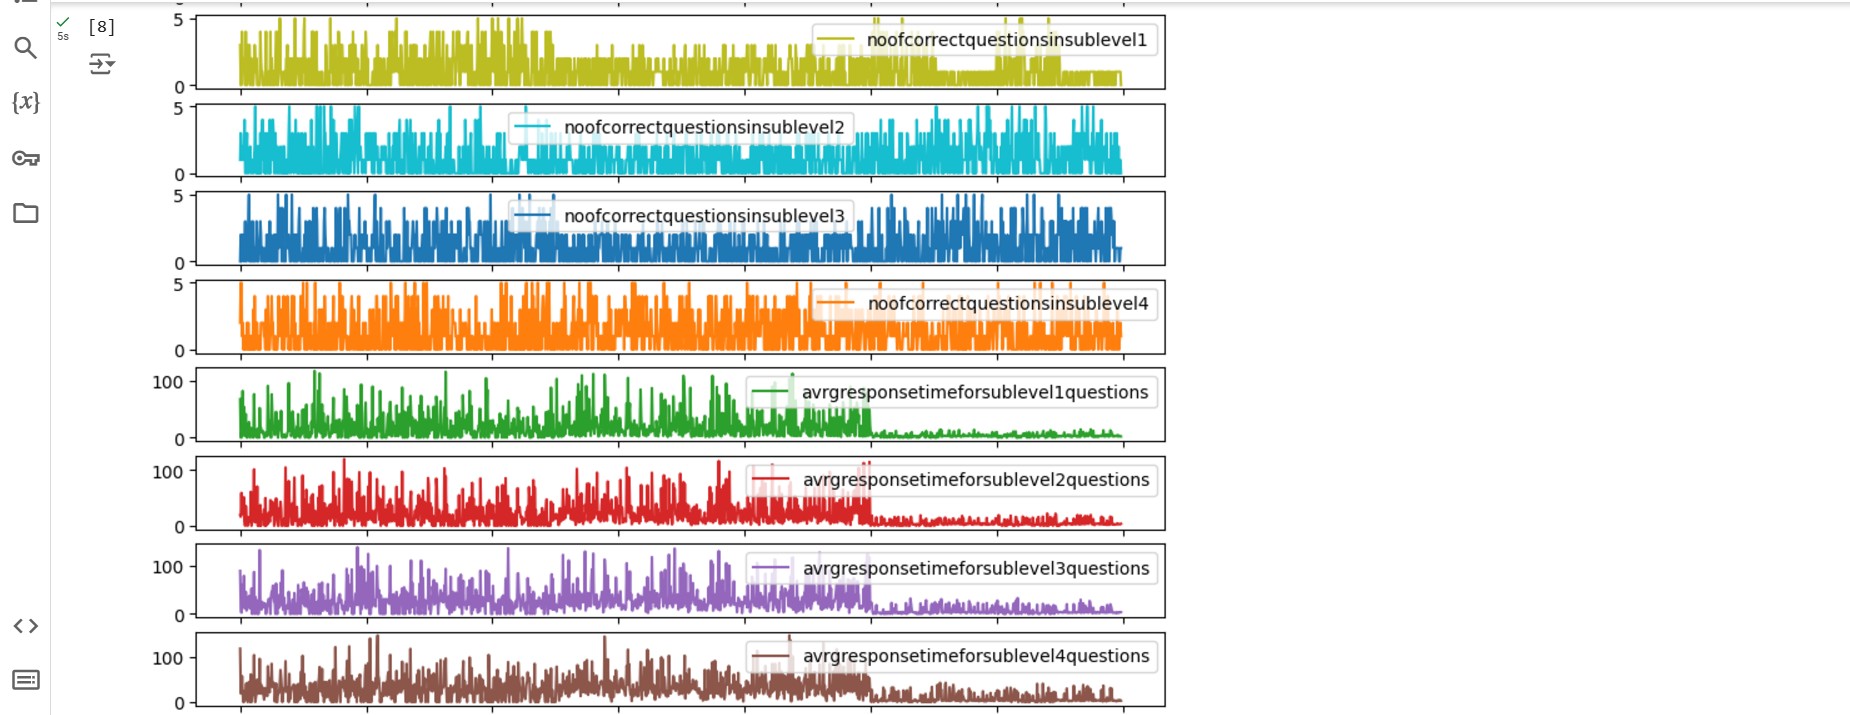 [8]
5s
5
noofcorrectquestionsinsublevel1
0
{x}
5
noofcorrectquestionsinsublevel2
0
5
noofcorrectquestionsinsublevel3
0
5
noofcorrectquestionsinsublevel4
0
100
avrgresponsetimeforsublevel1questions
0
100
avrgresponsetimeforsublevel2questions
0
100
avrgresponsetimeforsublevel3questions
0
100
avrgresponsetimeforsublevel4questions
0